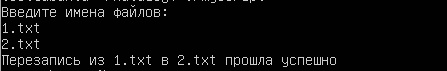 Введите имена файлов:
1.txt
2.txt
Перезапись из 1.txt в 2.txt прошла успешно